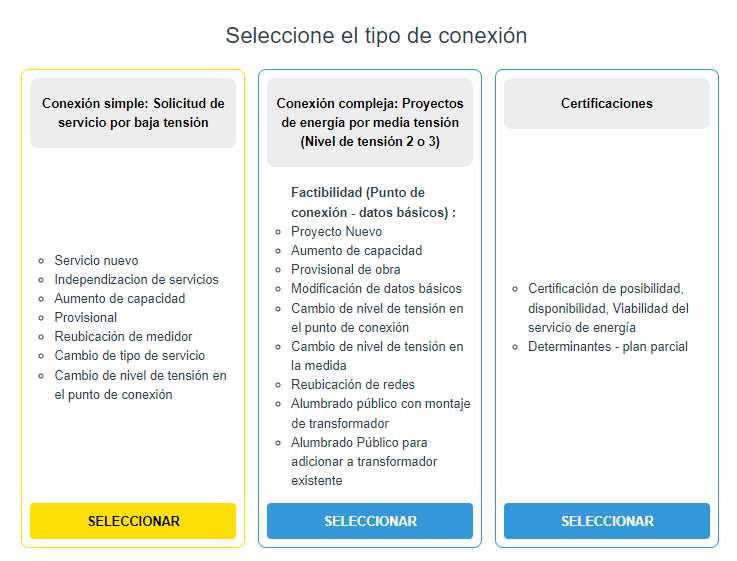 Seleccione el tipo de conexión
Conexión simple: Solicitud de
servicio por baja tensión
Servicio nuevo
Independizacion de servicios
Aumento de capacidad
Provisional
Reubicación de medidor
Cambio de tipo de servicio
Cambio de nivel de tensión en
el punto de conexión
SELECCIONAR
Conexión compleja: Proyectos
de energía por media tensión
(Nivel de tensión 2 o 3)
Factibilidad (Punto de
conexión - datos básicos) :
Proyecto Nuevo
Aumento de capacidad
Provisional de obra
Modificación de datos básicos
Cambio de nivel de tensión en
el punto de conexión
Cambio de nivel de tensión en
la medida
Reubicación de redes
Alumbrado público con montaje
de transformador
Alumbrado Público para
adicionar a transformador
existente
SELECCIONAR
Certificaciones
Certificación de posibilidad,
disponibilidad, Viabilidad del
servicio de energía
Determinantes - plan parcial
SELECCIONAR